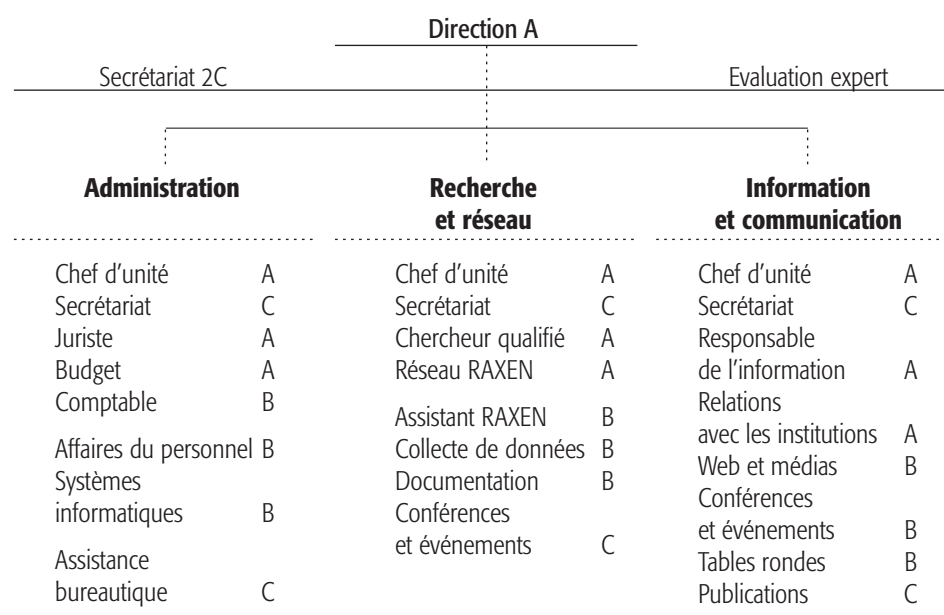 Direction A
Secrétariat 2C
Evaluation expert
Administration
Chef d'unité A
Secrétariat C
Juriste A
Budget A
Comptable B
Affaires du personnel B
Systèmes
informatiques B
Assistance
bureautique C
Recherche
et réseau
Chef d'unité A
Secrétariat C
Chercheur qualifié A
Réseau RAXEN A
Assistant RAXEN B
Collecte de données B
Documentation B
Conférences
et événements C
Information
et communication
Chef d'unité A
Secrétariat C
Responsable
de l'information A
Relations
avec les institutions A
Web et médias B
Conférences
et événements B
Tables rondes B
Publications C